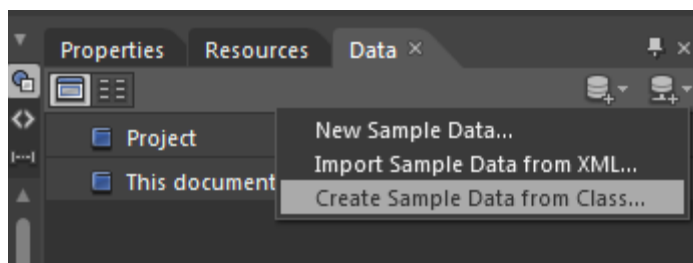 Properties Resources Data
Project
This document
New Sample Data...
Import Sample Data from XML...
Create Sample Data from Class...